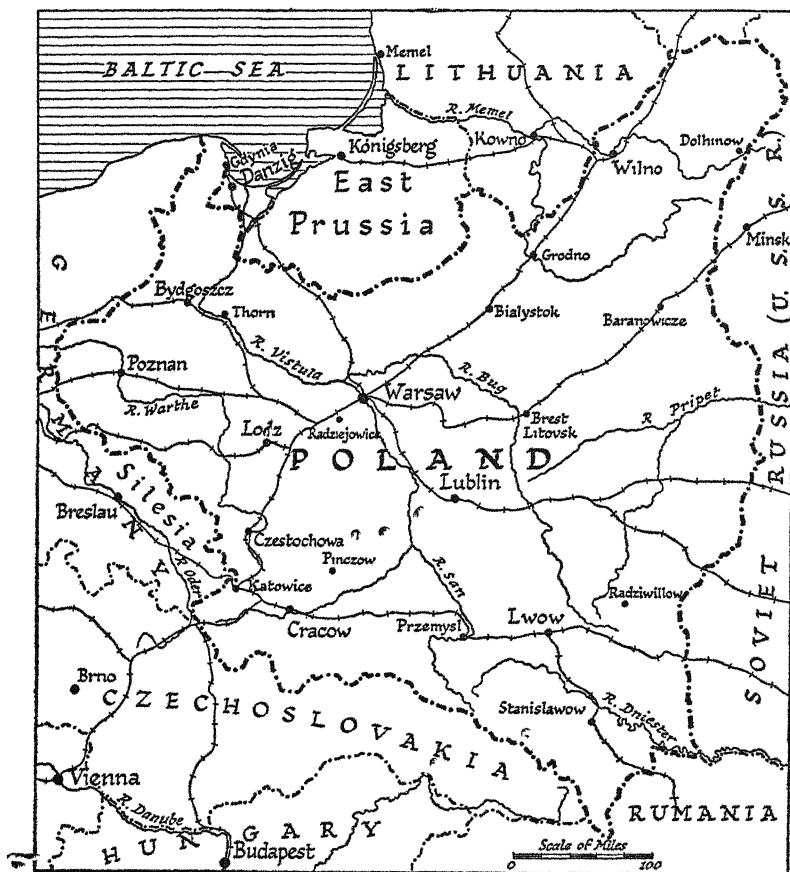 BALTIC SEA
Memel
LITHUANIA
R. Memel
Gdynia
Danzig
Königsberg
Kowno
Wilno
Dolhinow
East
Prussia
Minsk
Grodno
GERMANY
Bydgoszcz
Thorn
Białystok
Baranowicze
R. Vistula
Poznan
R. Warthe
Warsaw
R. Bug
Brest
Litovsk
R Pripet
Lodz
Radziejowice
POLAND
Lublin
Silesia
Breslau
Czestochowa
Pinczow
R. Oder
Katowice
R. San
Radziwillow
Cracow
Przemysl
Lwow
SOVIET RUSSIA (U. S. S. R.)
Brno
CZECHOSLOVAKIA
Stanislawow
R. Dniester
Vienna
R. Danube
RUMANIA
HUNGARY
Budapest
Scale of Miles
0 100